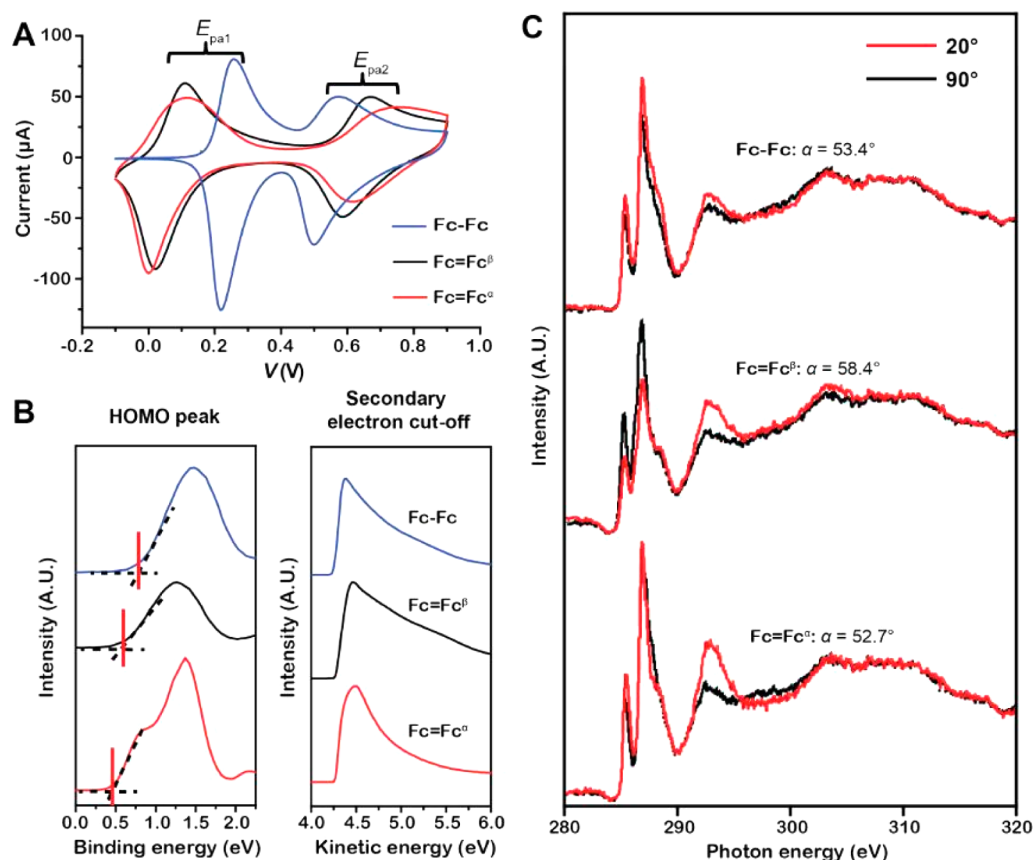 A
E_pa1
E_pa2
100
50
0
-50
-100
Current (µA)
Fc-Fc
Fc=Fc^β
Fc=Fc^α
-0.2 0.0 0.2 0.4 0.6 0.8 1.0
V (V)
B
HOMO peak
Secondary
electron cut-off
Intensity (A.U.)
Intensity (A.U.)
Fc-Fc
Fc=Fc^β
Fc=Fc^α
0.0 0.5 1.0 1.5 2.0
Binding energy (eV)
4.0 4.5 5.0 5.5 6.0
Kinetic energy (eV)
C
20°
90°
Fc-Fc: α = 53.4°
Fc=Fc^β: α = 58.4°
Fc=Fc^α: α = 52.7°
Intensity (A.U.)
280 290 300 310 320
Photon energy (eV)